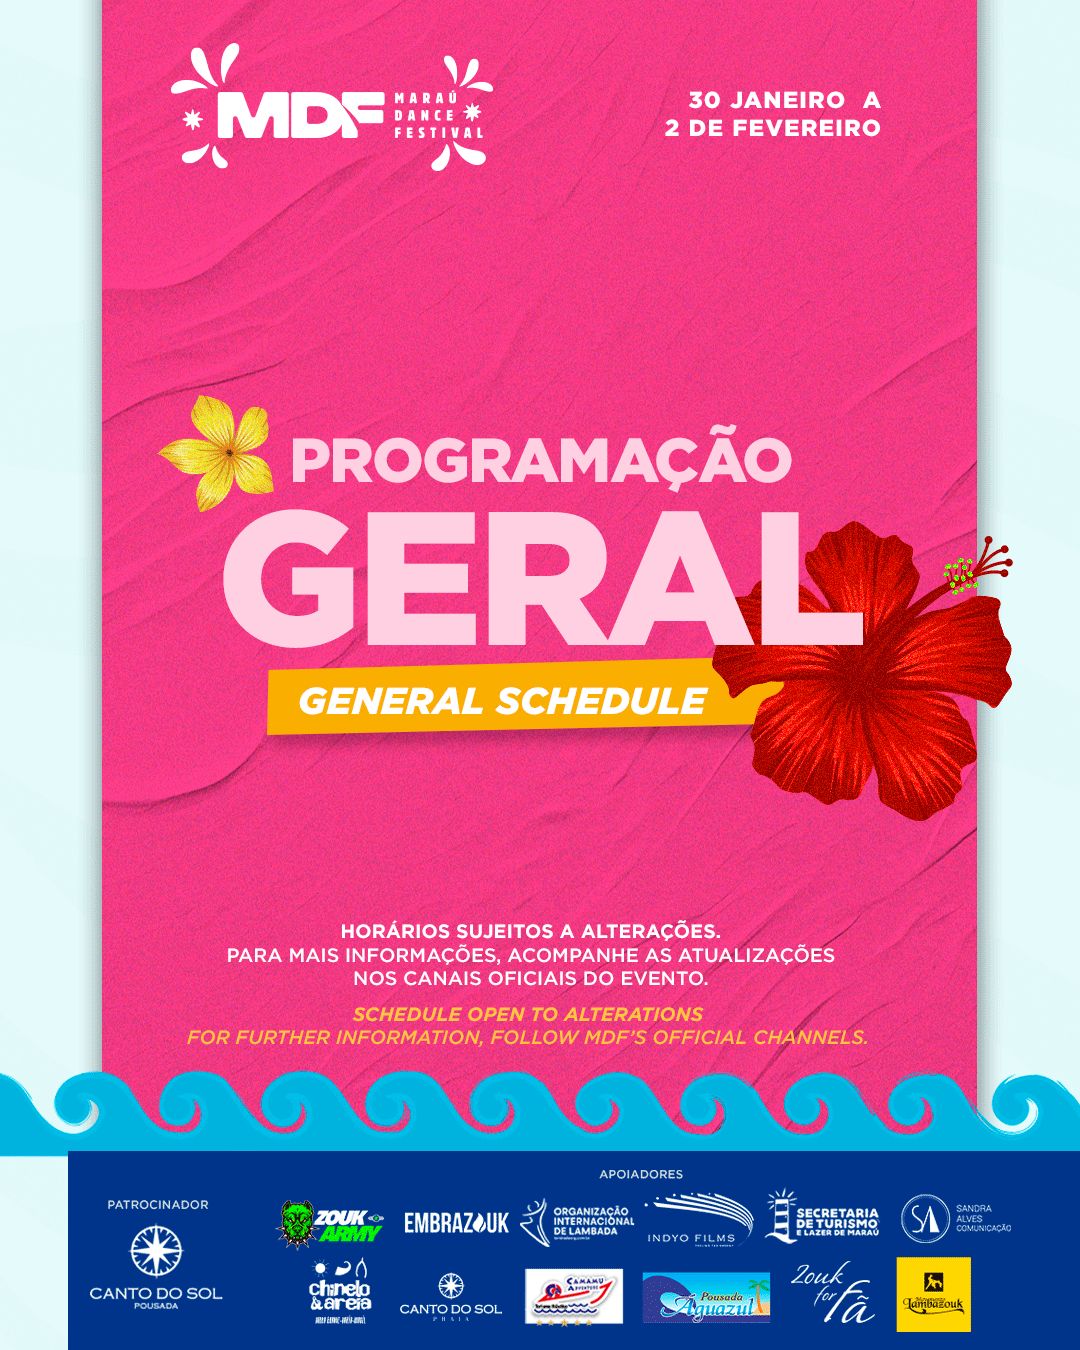 MDF
MARAÚ
DANCE
FESTIVAL
30 JANEIRO A
2 DE FEVEREIRO
PROGRAMAÇÃO
GERAL
GENERAL SCHEDULE
HORÁRIOS SUJEITOS A ALTERAÇÕES.
PARA MAIS INFORMAÇÕES, ACOMPANHE AS ATUALIZAÇÕES
NOS CANAIS OFICIAIS DO EVENTO.
SCHEDULE OPEN TO ALTERATIONS
FOR FURTHER INFORMATION, FOLLOW MDF'S OFFICIAL CHANNELS.
PATROCINADOR
CANTO DO SOL
POUSADA
APOIADORES
ZOUK
ARMY
EMBRAZOUK
ORGANIZAÇÃO
INTERNACIONAL
DE LAMBADA
INDYO FILMS
SECRETARIA
DE TURISMO
E LAZER DE MARAÚ
SA
SANDRA
ALVES
COMUNICAÇÃO
chinelo
& areia
CANTO DO SOL
PRAIA
CAMAMU
ADVENTURE
Pousada
Aguazul
Zouk
for
Fã
Lambazouk